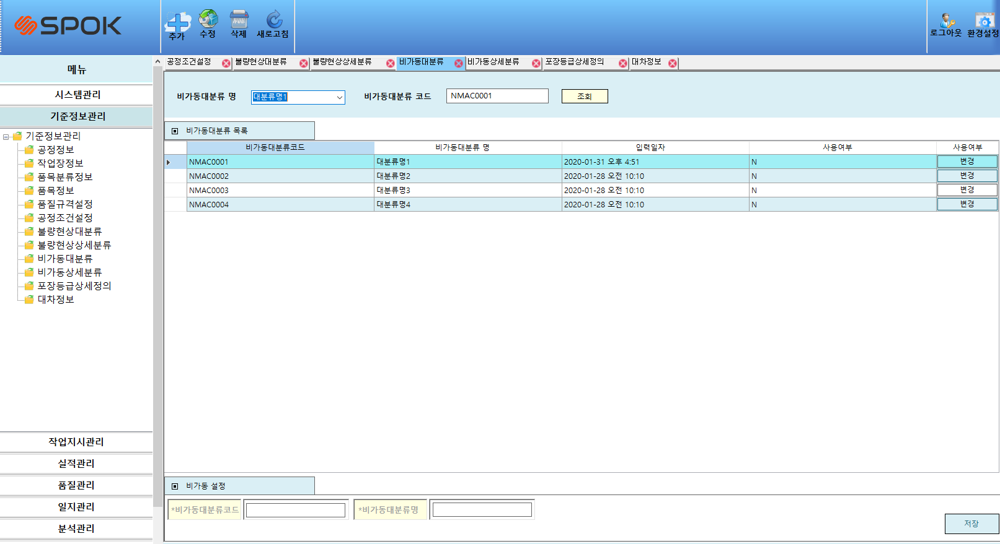 SPOK
추가
수정
삭제
새로고침
로그아웃
환경설정
메뉴
시스템관리
기준정보관리
기준정보관리
공정정보
작업장정보
품목분류정보
품목정보
품질규격설정
공정조건설정
불량현상대분류
불량현상상세분류
비가동대분류
비가동상세분류
포장등급상세정의
대차정보
작업지시관리
실적관리
품질관리
일지관리
분석관리
공정조건설정 불량현상대분류 불량현상상세분류 비가동대분류 비가동상세분류 포장등급상세정의 대차정보
비가동대분류 명 대분류명1 비가동대분류 코드 NMAC0001 조회
비가동대분류 목록
비가동대분류코드 비가동대분류 명 입력일자 사용여부 사용여부
NMAC0001 대분류명1 2020-01-31 오후 4:51 N 변경
NMAC0002 대분류명2 2020-01-28 오전 10:10 N 변경
NMAC0003 대분류명3 2020-01-28 오전 10:10 N 변경
NMAC0004 대분류명4 2020-01-28 오전 10:10 N 변경
비가동 설정
*비가동대분류코드 *비가동대분류명
저장